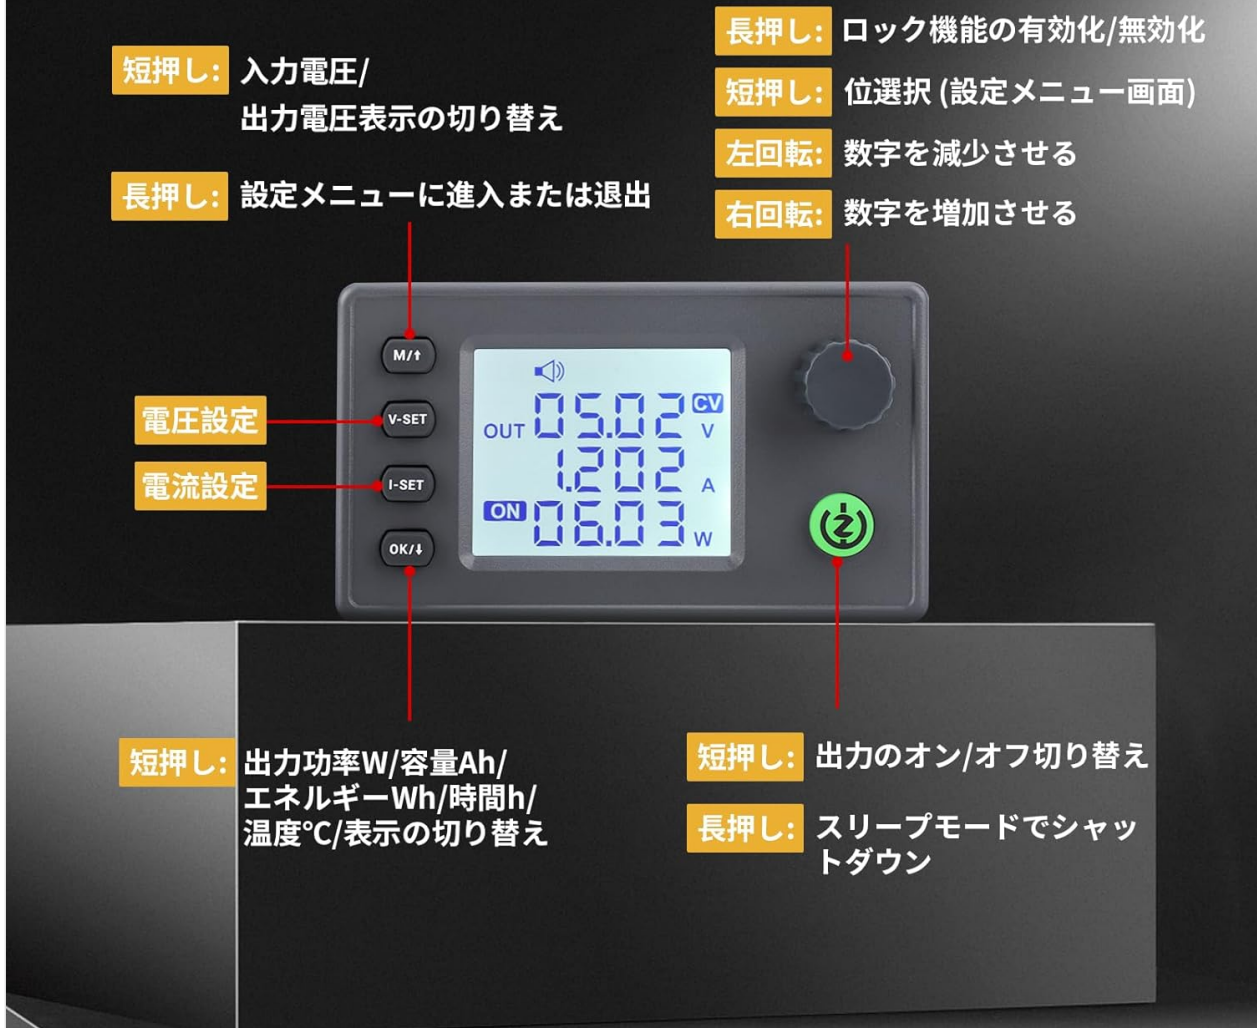 短押し: 入力電圧/
出力電圧表示の切り替え
長押し: 設定メニューに進入または退出
長押し: ロック機能の有効化/無効化
短押し: 位選択 (設定メニュー画面)
左回転: 数字を減少させる
右回転: 数字を増加させる
電圧設定
電流設定
M/↑
V-SET
I-SET
OK/↓
OUT 05.02 CV V
1.202 A
ON 06.03 W
短押し: 出力功率W/容量Ah/
エネルギーWh/時間h/
温度℃/表示の切り替え
短押し: 出力のオン/オフ切り替え
長押し: スリープモードでシャッ
トダウン